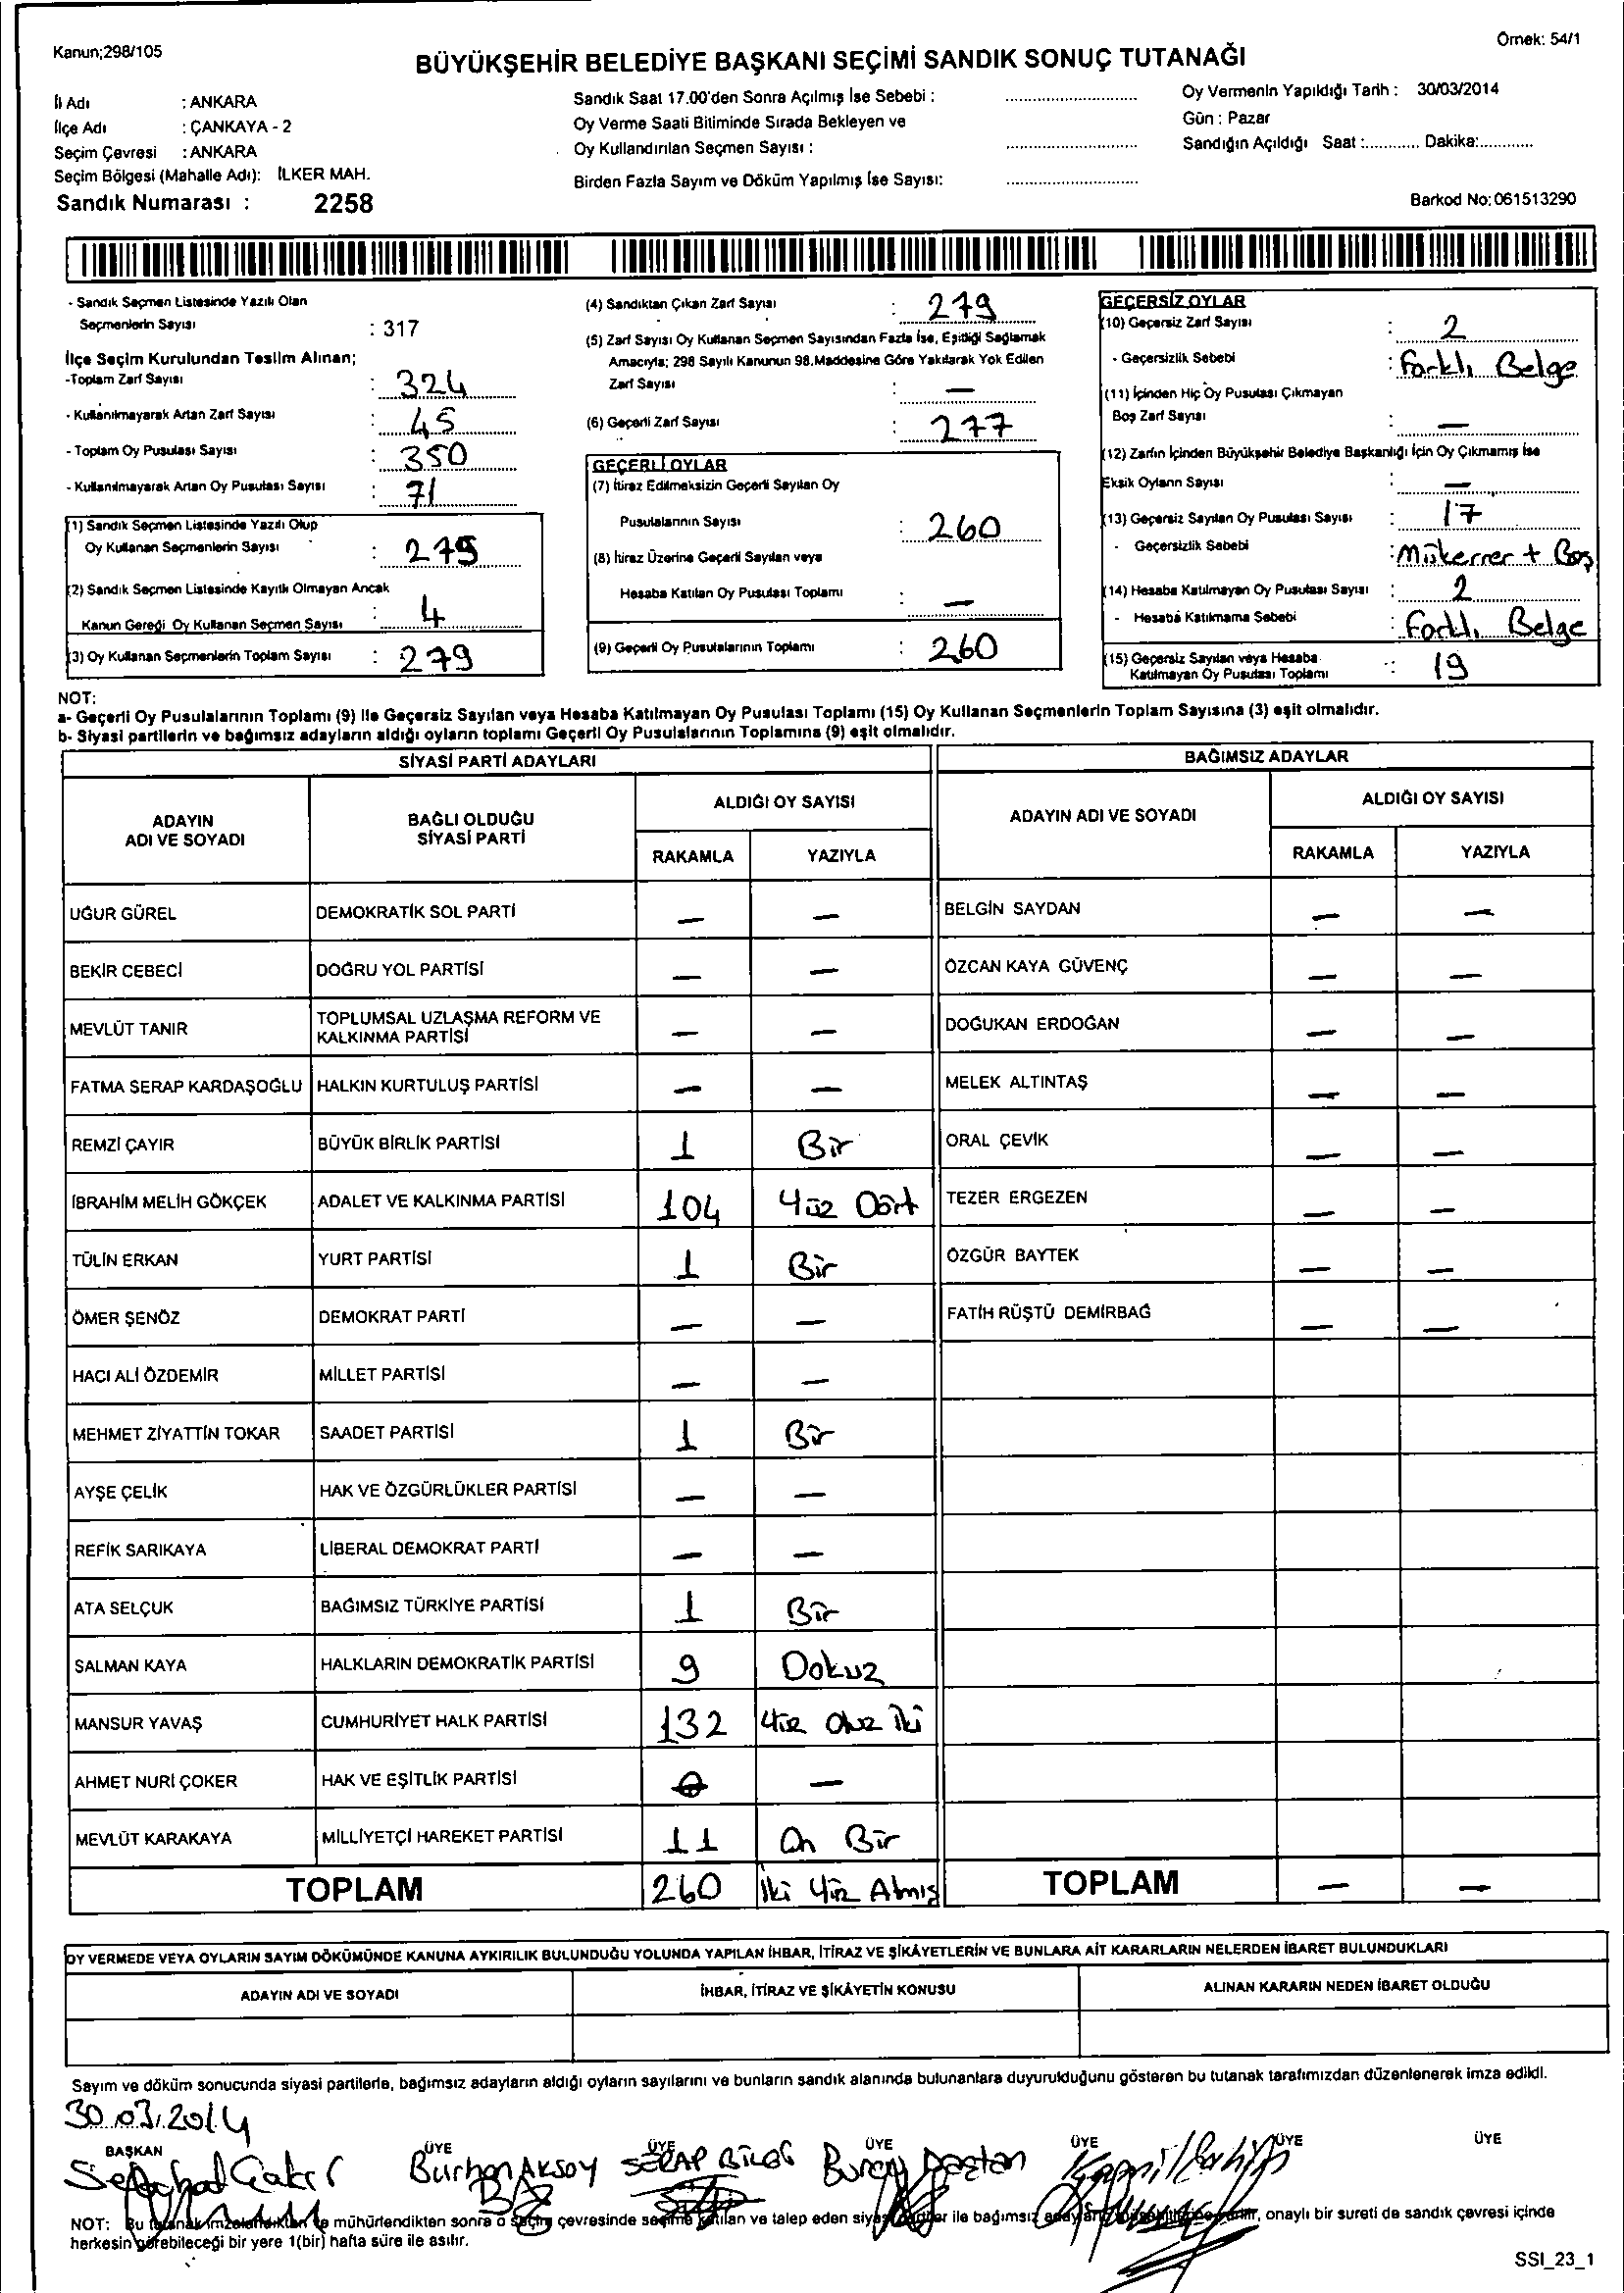 Kanun;298/105
Örnek: 54/1
BÜYÜKŞEHİR BELEDİYE BAŞKANI SEÇİMİ SANDIK SONUÇ TUTANAĞI
İl Adı : ANKARA
İlçe Adı : ÇANKAYA - 2
Seçim Çevresi : ANKARA
Seçim Bölgesi (Mahalle Adı): İLKER MAH.
Sandık Numarası : 2258
Sandık Saat 17.00'den Sonra Açılmış İse Sebebi :
Oy Verme Saati Bitiminde Sırada Bekleyen ve
Oy Kullandırılan Seçmen Sayısı :
Birden Fazla Sayım ve Döküm Yapılmış İse Sayısı:
Oy Vermenin Yapıldığı Tarih : 30/03/2014
Gün : Pazar
Sandığın Açıldığı Saat :............ Dakika:............
Barkod No:061513290
- Sandık Seçmen Listesinde Yazılı Olan
Seçmenlerin Sayısı : 317
İlçe Seçim Kurulundan Teslim Alınan;
-Toplam Zarf Sayısı : 324
- Kullanılmayarak Artan Zarf Sayısı : 45
- Toplam Oy Pusulası Sayısı : 350
- Kullanılmayarak Artan Oy Pusulası Sayısı : 71
(1) Sandık Seçmen Listesinde Yazılı Olup
Oy Kullanan Seçmenlerin Sayısı : 275
(2) Sandık Seçmen Listesinde Kayıtlı Olmayan Ancak
Kanun Gereği Oy Kullanan Seçmen Sayısı : 4
(3) Oy Kullanan Seçmenlerin Toplam Sayısı : 279
(4) Sandıktan Çıkan Zarf Sayısı : 279
(5) Zarf Sayısı Oy Kullanan Seçmen Sayısından Fazla İse, Eşitliği Sağlamak
Amacıyla; 298 Sayılı Kanunun 98.Maddesine Göre Yakılarak Yok Edilen
Zarf Sayısı : —
(6) Geçerli Zarf Sayısı : 277
GEÇERLİ OYLAR
(7) İtiraz Edilmeksizin Geçerli Sayılan Oy
Pusulalarının Sayısı : 260
(8) İtiraz Üzerine Geçerli Sayılan veya
Hesaba Katılan Oy Pusulası Toplamı : —
(9) Geçerli Oy Pusulalarının Toplamı : 260
GEÇERSİZ OYLAR
(10) Geçersiz Zarf Sayısı : 2
- Geçersizlik Sebebi : Farklı Belge
(11) İçinden Hiç Oy Pusulası Çıkmayan
Boş Zarf Sayısı : —
(12) Zarfın İçinden Büyükşehir Belediye Başkanlığı İçin Oy Çıkmamış İse
Eksik Oyların Sayısı : —
(13) Geçersiz Sayılan Oy Pusulası Sayısı : 17
- Geçersizlik Sebebi : Mükerrer + Boş
(14) Hesaba Katılmayan Oy Pusulası Sayısı : 2
- Hesaba Katılmama Sebebi : Farklı Belge
(15) Geçersiz Sayılan veya Hesaba
Katılmayan Oy Pusulası Toplamı : 19
NOT:
a- Geçerli Oy Pusulalarının Toplamı (9) ile Geçersiz Sayılan veya Hesaba Katılmayan Oy Pusulası Toplamı (15) Oy Kullanan Seçmenlerin Toplam Sayısına (3) eşit olmalıdır.
b- Siyasi partilerin ve bağımsız adayların aldığı oyların toplamı Geçerli Oy Pusulalarının Toplamına (9) eşit olmalıdır.
SİYASİ PARTİ ADAYLARI BAĞIMSIZ ADAYLAR
ADAYIN
ADI VE SOYADI
BAĞLI OLDUĞU
SİYASİ PARTİ
ALDIĞI OY SAYISI
RAKAMLA YAZIYLA
ADAYIN ADI VE SOYADI
ALDIĞI OY SAYISI
RAKAMLA YAZIYLA
UĞUR GÜREL DEMOKRATİK SOL PARTİ — — BELGİN SAYDAN — —
BEKİR CEBECİ DOĞRU YOL PARTİSİ — — ÖZCAN KAYA GÜVENÇ — —
MEVLÜT TANIR TOPLUMSAL UZLAŞMA REFORM VE
KALKINMA PARTİSİ — — DOĞUKAN ERDOĞAN — —
FATMA SERAP KARDAŞOĞLU HALKIN KURTULUŞ PARTİSİ — — MELEK ALTINTAŞ — —
REMZİ ÇAYIR BÜYÜK BİRLİK PARTİSİ 1 Bir ORAL ÇEVİK — —
İBRAHİM MELİH GÖKÇEK ADALET VE KALKINMA PARTİSİ 104 Yüz Dört TEZER ERGEZEN — —
TÜLİN ERKAN YURT PARTİSİ 1 Bir ÖZGÜR BAYTEK — —
ÖMER ŞENÖZ DEMOKRAT PARTİ — — FATİH RÜŞTÜ DEMİRBAĞ — —
HACI ALİ ÖZDEMİR MİLLET PARTİSİ — —
MEHMET ZİYATTİN TOKAR SAADET PARTİSİ 1 Bir
AYŞE ÇELİK HAK VE ÖZGÜRLÜKLER PARTİSİ — —
REFİK SARIKAYA LİBERAL DEMOKRAT PARTİ — —
ATA SELÇUK BAĞIMSIZ TÜRKİYE PARTİSİ 1 Bir
SALMAN KAYA HALKLARIN DEMOKRATİK PARTİSİ 9 Dokuz
MANSUR YAVAŞ CUMHURİYET HALK PARTİSİ 132 Yüz Otuz İki
AHMET NURİ ÇOKER HAK VE EŞİTLİK PARTİSİ 0 —
MEVLÜT KARAKAYA MİLLİYETÇİ HAREKET PARTİSİ 11 On Bir
TOPLAM 260 İki Yüz Atmış TOPLAM — —
OY VERMEDE VEYA OYLARIN SAYIM DÖKÜMÜNDE KANUNA AYKIRILIK BULUNDUĞU YOLUNDA YAPILAN İHBAR, İTİRAZ VE ŞİKÂYETLERİN VE BUNLARA AİT KARARLARIN NELERDEN İBARET BULUNDUKLARI
ADAYIN ADI VE SOYADI İHBAR, İTİRAZ VE ŞİKÂYETİN KONUSU ALINAN KARARIN NEDEN İBARET OLDUĞU
Sayım ve döküm sonucunda siyasi partilerle, bağımsız adayların aldığı oyların sayılarını ve bunların sandık alanında bulunanlara duyurulduğunu gösteren bu tutanak tarafımızdan düzenlenerek imza edildi.
30.03.2014
BAŞKAN ÜYE ÜYE ÜYE ÜYE ÜYE ÜYE
Burhan AKSOY SERAP BİLGİ
NOT: Bu tutanak imzalandıktan ve mühürlendikten sonra o seçim çevresinde seçime katılan ve talep eden siyasi partiler ile bağımsız adaylara onaylı bir sureti de sandık çevresi içinde
herkesin görebileceği bir yere 1(bir) hafta süre ile asılır.
SSI_23_1